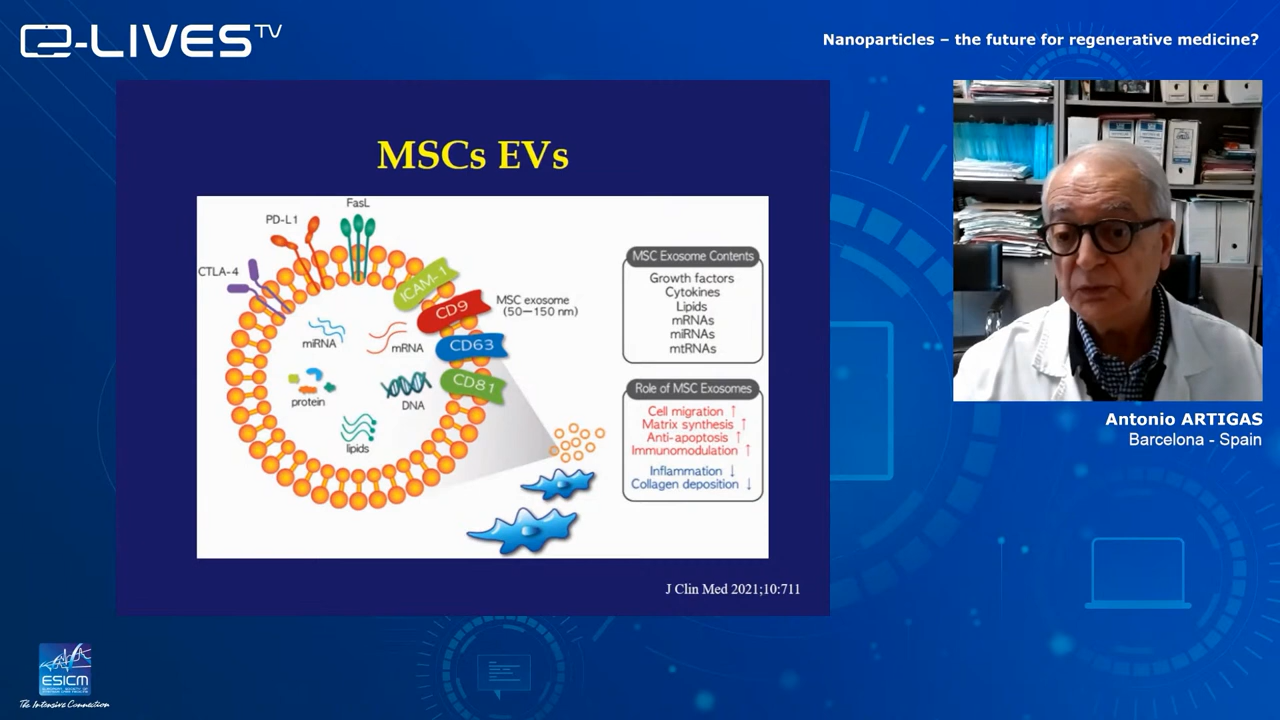 e-LIVES TV
Nanoparticles – the future for regenerative medicine?
MSCs EVs
FasL
PD-L1
CTLA-4
ICAM-1
CD9
CD63
CD81
MSC exosome
(50—150 nm)
miRNA
mRNA
protein
DNA
lipids
MSC Exosome Contents
Growth factors
Cytokines
Lipids
mRNAs
miRNAs
mtRNAs
Role of MSC Exosomes
Cell migration ↑
Matrix synthesis ↑
Anti-apoptosis ↑
Immunomodulation ↑
Inflammation ↓
Collagen deposition ↓
J Clin Med 2021;10:711
Antonio ARTIGAS
Barcelona - Spain
ESICM
The Intensive Connection